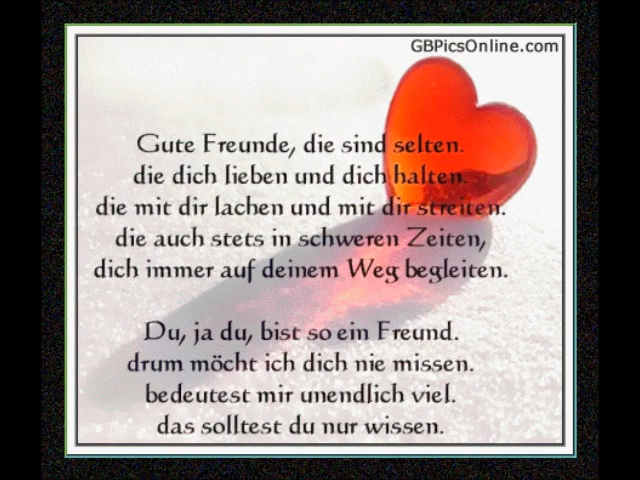 GBPicsOnline.com
Gute Freunde, die sind selten.
die dich lieben und dich halten.
die mit dir lachen und mit dir streiten.
die auch stets in schweren Zeiten,
dich immer auf deinem Weg begleiten.
Du, ja du, bist so ein Freund.
drum möcht ich dich nie missen.
bedeutest mir unendlich viel.
das solltest du nur wissen.